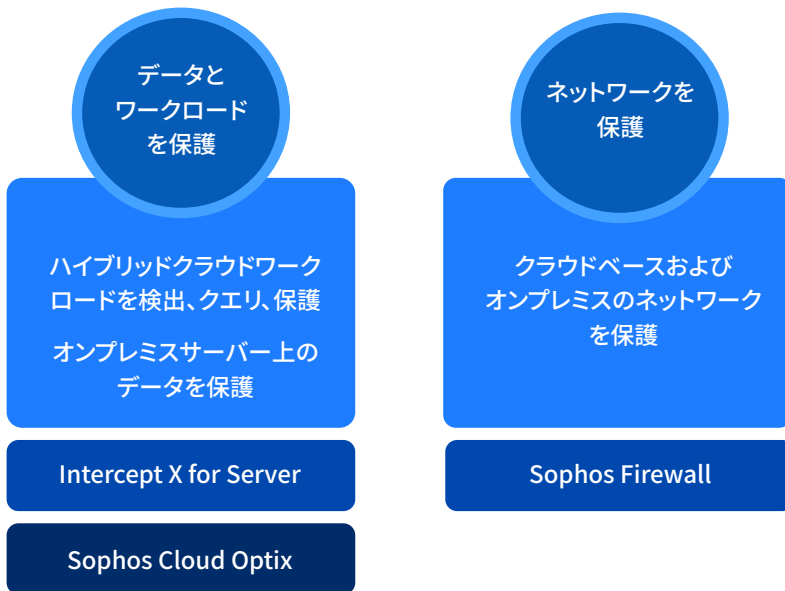 データと
ワークロード
を保護
ハイブリッドクラウドワーク
ロードを検出、クエリ、保護
オンプレミスサーバー上の
データを保護
Intercept X for Server
Sophos Cloud Optix
ネットワークを
保護
クラウドベースおよび
オンプレミスのネットワーク
を保護
Sophos Firewall